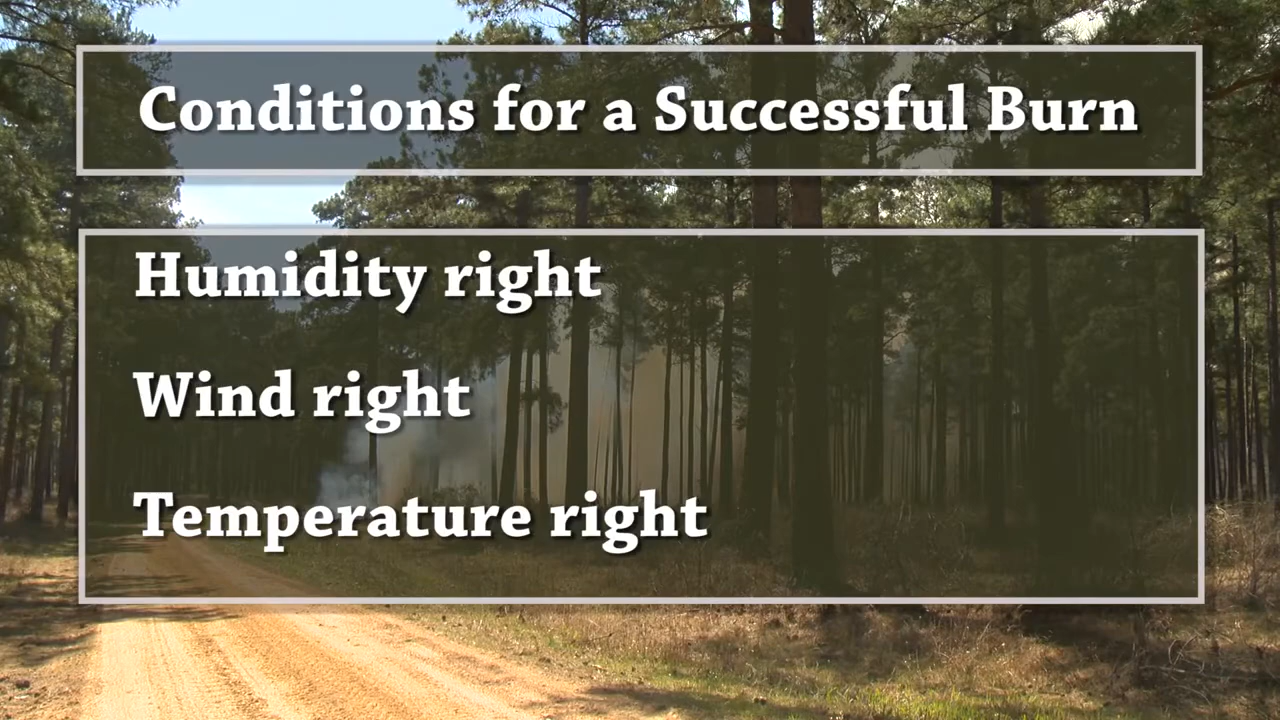 Conditions for a Successful Burn
Humidity right
Wind right
Temperature right